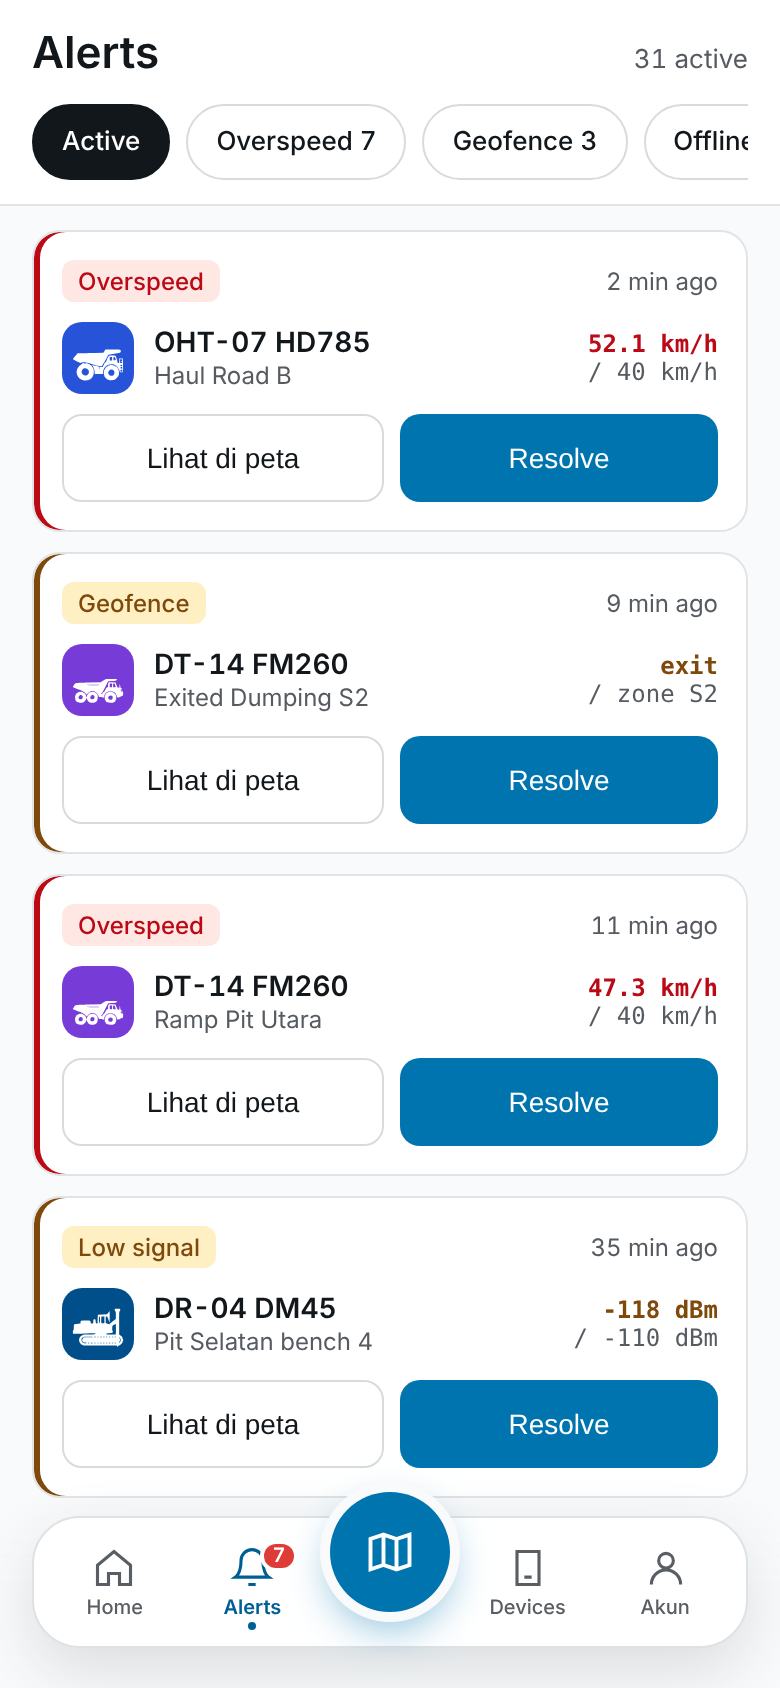 Alerts
31 active
Active
Overspeed 7
Geofence 3
Offline
Overspeed
2 min ago
OHT-07 HD785
52.1 km/h
Haul Road B
/ 40 km/h
Lihat di peta
Resolve
Geofence
9 min ago
DT-14 FM260
exit
Exited Dumping S2
/ zone S2
Lihat di peta
Resolve
Overspeed
11 min ago
DT-14 FM260
47.3 km/h
Ramp Pit Utara
/ 40 km/h
Lihat di peta
Resolve
Low signal
35 min ago
DR-04 DM45
-118 dBm
Pit Selatan bench 4
/ -110 dBm
Lihat di peta
Resolve
7
Home
Alerts
Devices
Akun